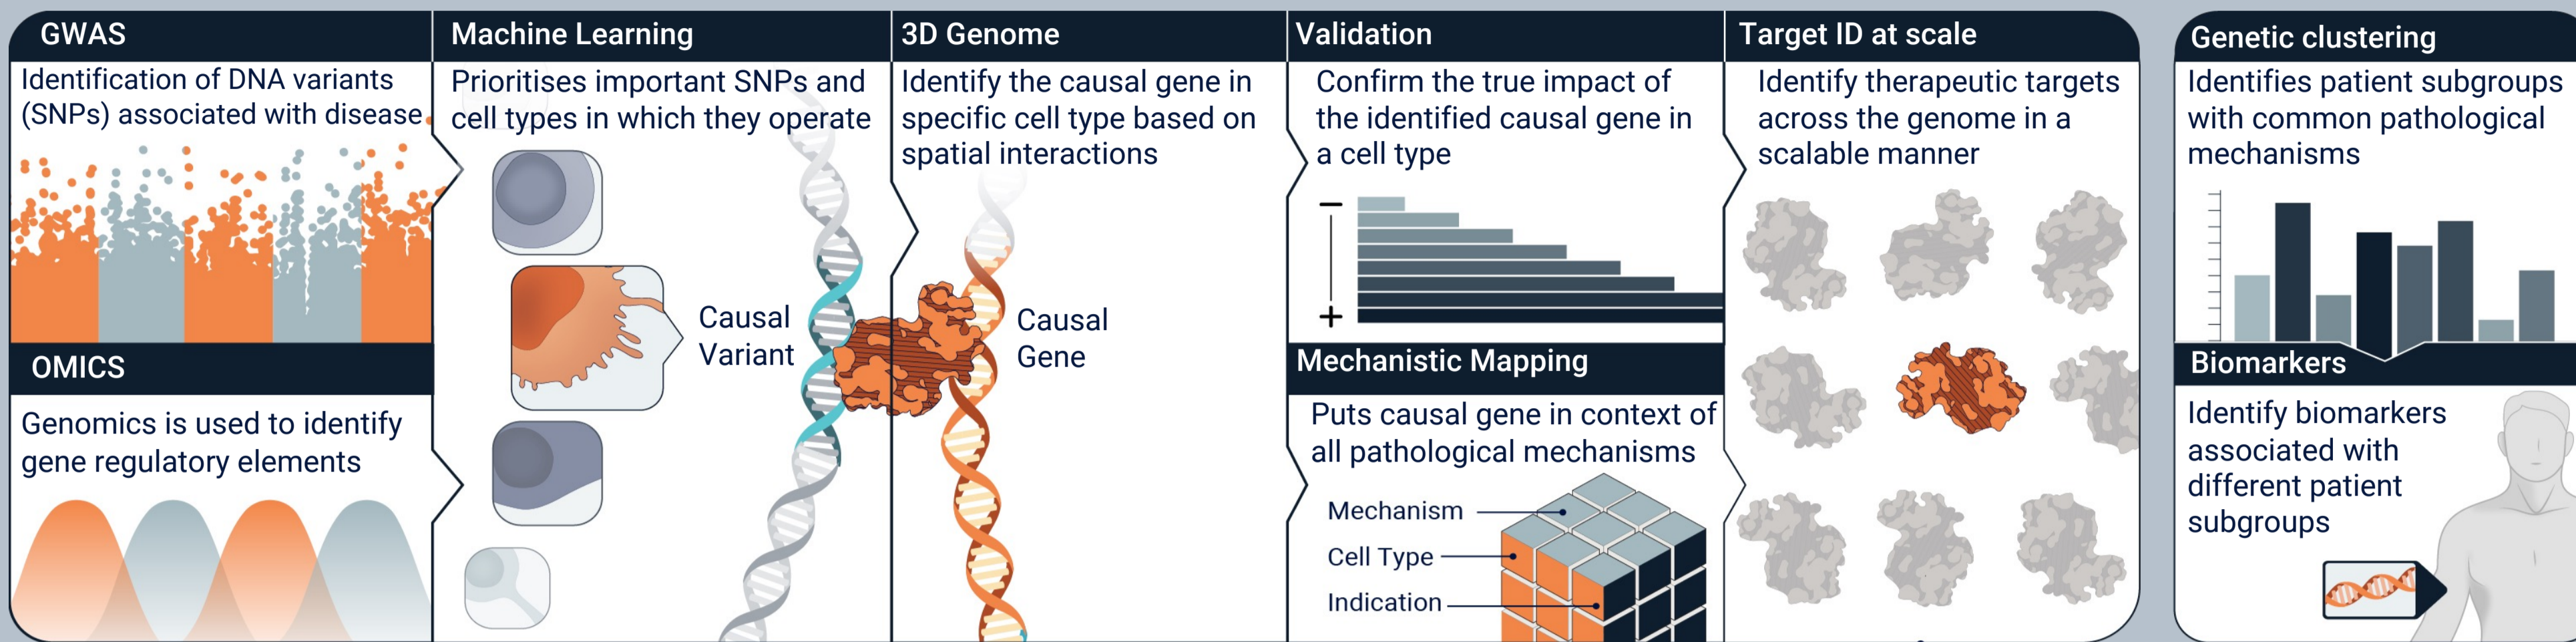 GWAS
Identification of DNA variants
(SNPs) associated with disease
OMICS
Genomics is used to identify
gene regulatory elements
Machine Learning
Prioritises important SNPs and
cell types in which they operate
Causal
Variant
3D Genome
Identify the causal gene in
specific cell type based on
spatial interactions
Causal
Gene
Validation
Confirm the true impact of
the identified causal gene in
a cell type
−
+
Mechanistic Mapping
Puts causal gene in context of
all pathological mechanisms
Mechanism
Cell Type
Indication
Target ID at scale
Identify therapeutic targets
across the genome in a
scalable manner
Genetic clustering
Identifies patient subgroups
with common pathological
mechanisms
Biomarkers
Identify biomarkers
associated with
different patient
subgroups